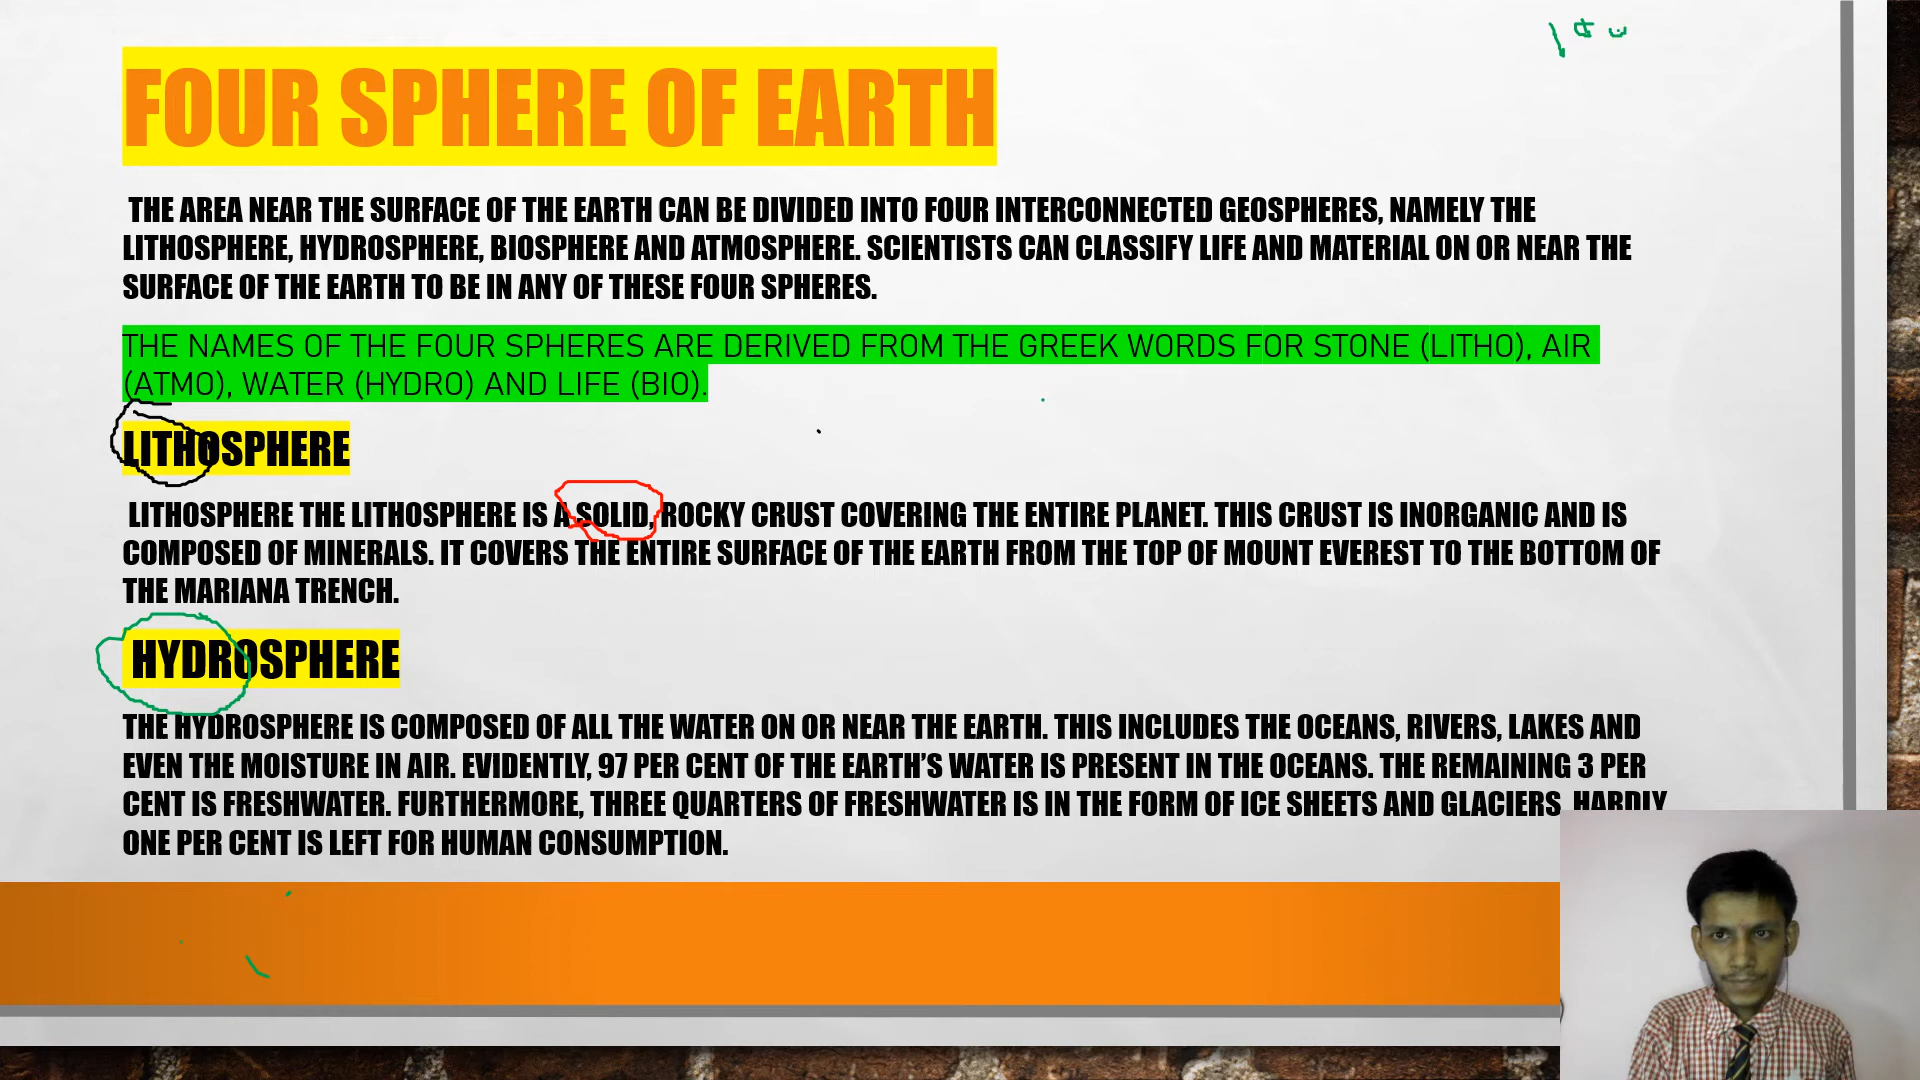 FOUR SPHERE OF EARTH
THE AREA NEAR THE SURFACE OF THE EARTH CAN BE DIVIDED INTO FOUR INTERCONNECTED GEOSPHERES, NAMELY THE
LITHOSPHERE, HYDROSPHERE, BIOSPHERE AND ATMOSPHERE. SCIENTISTS CAN CLASSIFY LIFE AND MATERIAL ON OR NEAR THE
SURFACE OF THE EARTH TO BE IN ANY OF THESE FOUR SPHERES.
THE NAMES OF THE FOUR SPHERES ARE DERIVED FROM THE GREEK WORDS FOR STONE (LITHO), AIR
(ATMO), WATER (HYDRO) AND LIFE (BIO).
LITHOSPHERE
LITHOSPHERE THE LITHOSPHERE IS A SOLID, ROCKY CRUST COVERING THE ENTIRE PLANET. THIS CRUST IS INORGANIC AND IS
COMPOSED OF MINERALS. IT COVERS THE ENTIRE SURFACE OF THE EARTH FROM THE TOP OF MOUNT EVEREST TO THE BOTTOM OF
THE MARIANA TRENCH.
HYDROSPHERE
THE HYDROSPHERE IS COMPOSED OF ALL THE WATER ON OR NEAR THE EARTH. THIS INCLUDES THE OCEANS, RIVERS, LAKES AND
EVEN THE MOISTURE IN AIR. EVIDENTLY, 97 PER CENT OF THE EARTH'S WATER IS PRESENT IN THE OCEANS. THE REMAINING 3 PER
CENT IS FRESHWATER. FURTHERMORE, THREE QUARTERS OF FRESHWATER IS IN THE FORM OF ICE SHEETS AND GLACIERS. HARDLY
ONE PER CENT IS LEFT FOR HUMAN CONSUMPTION.